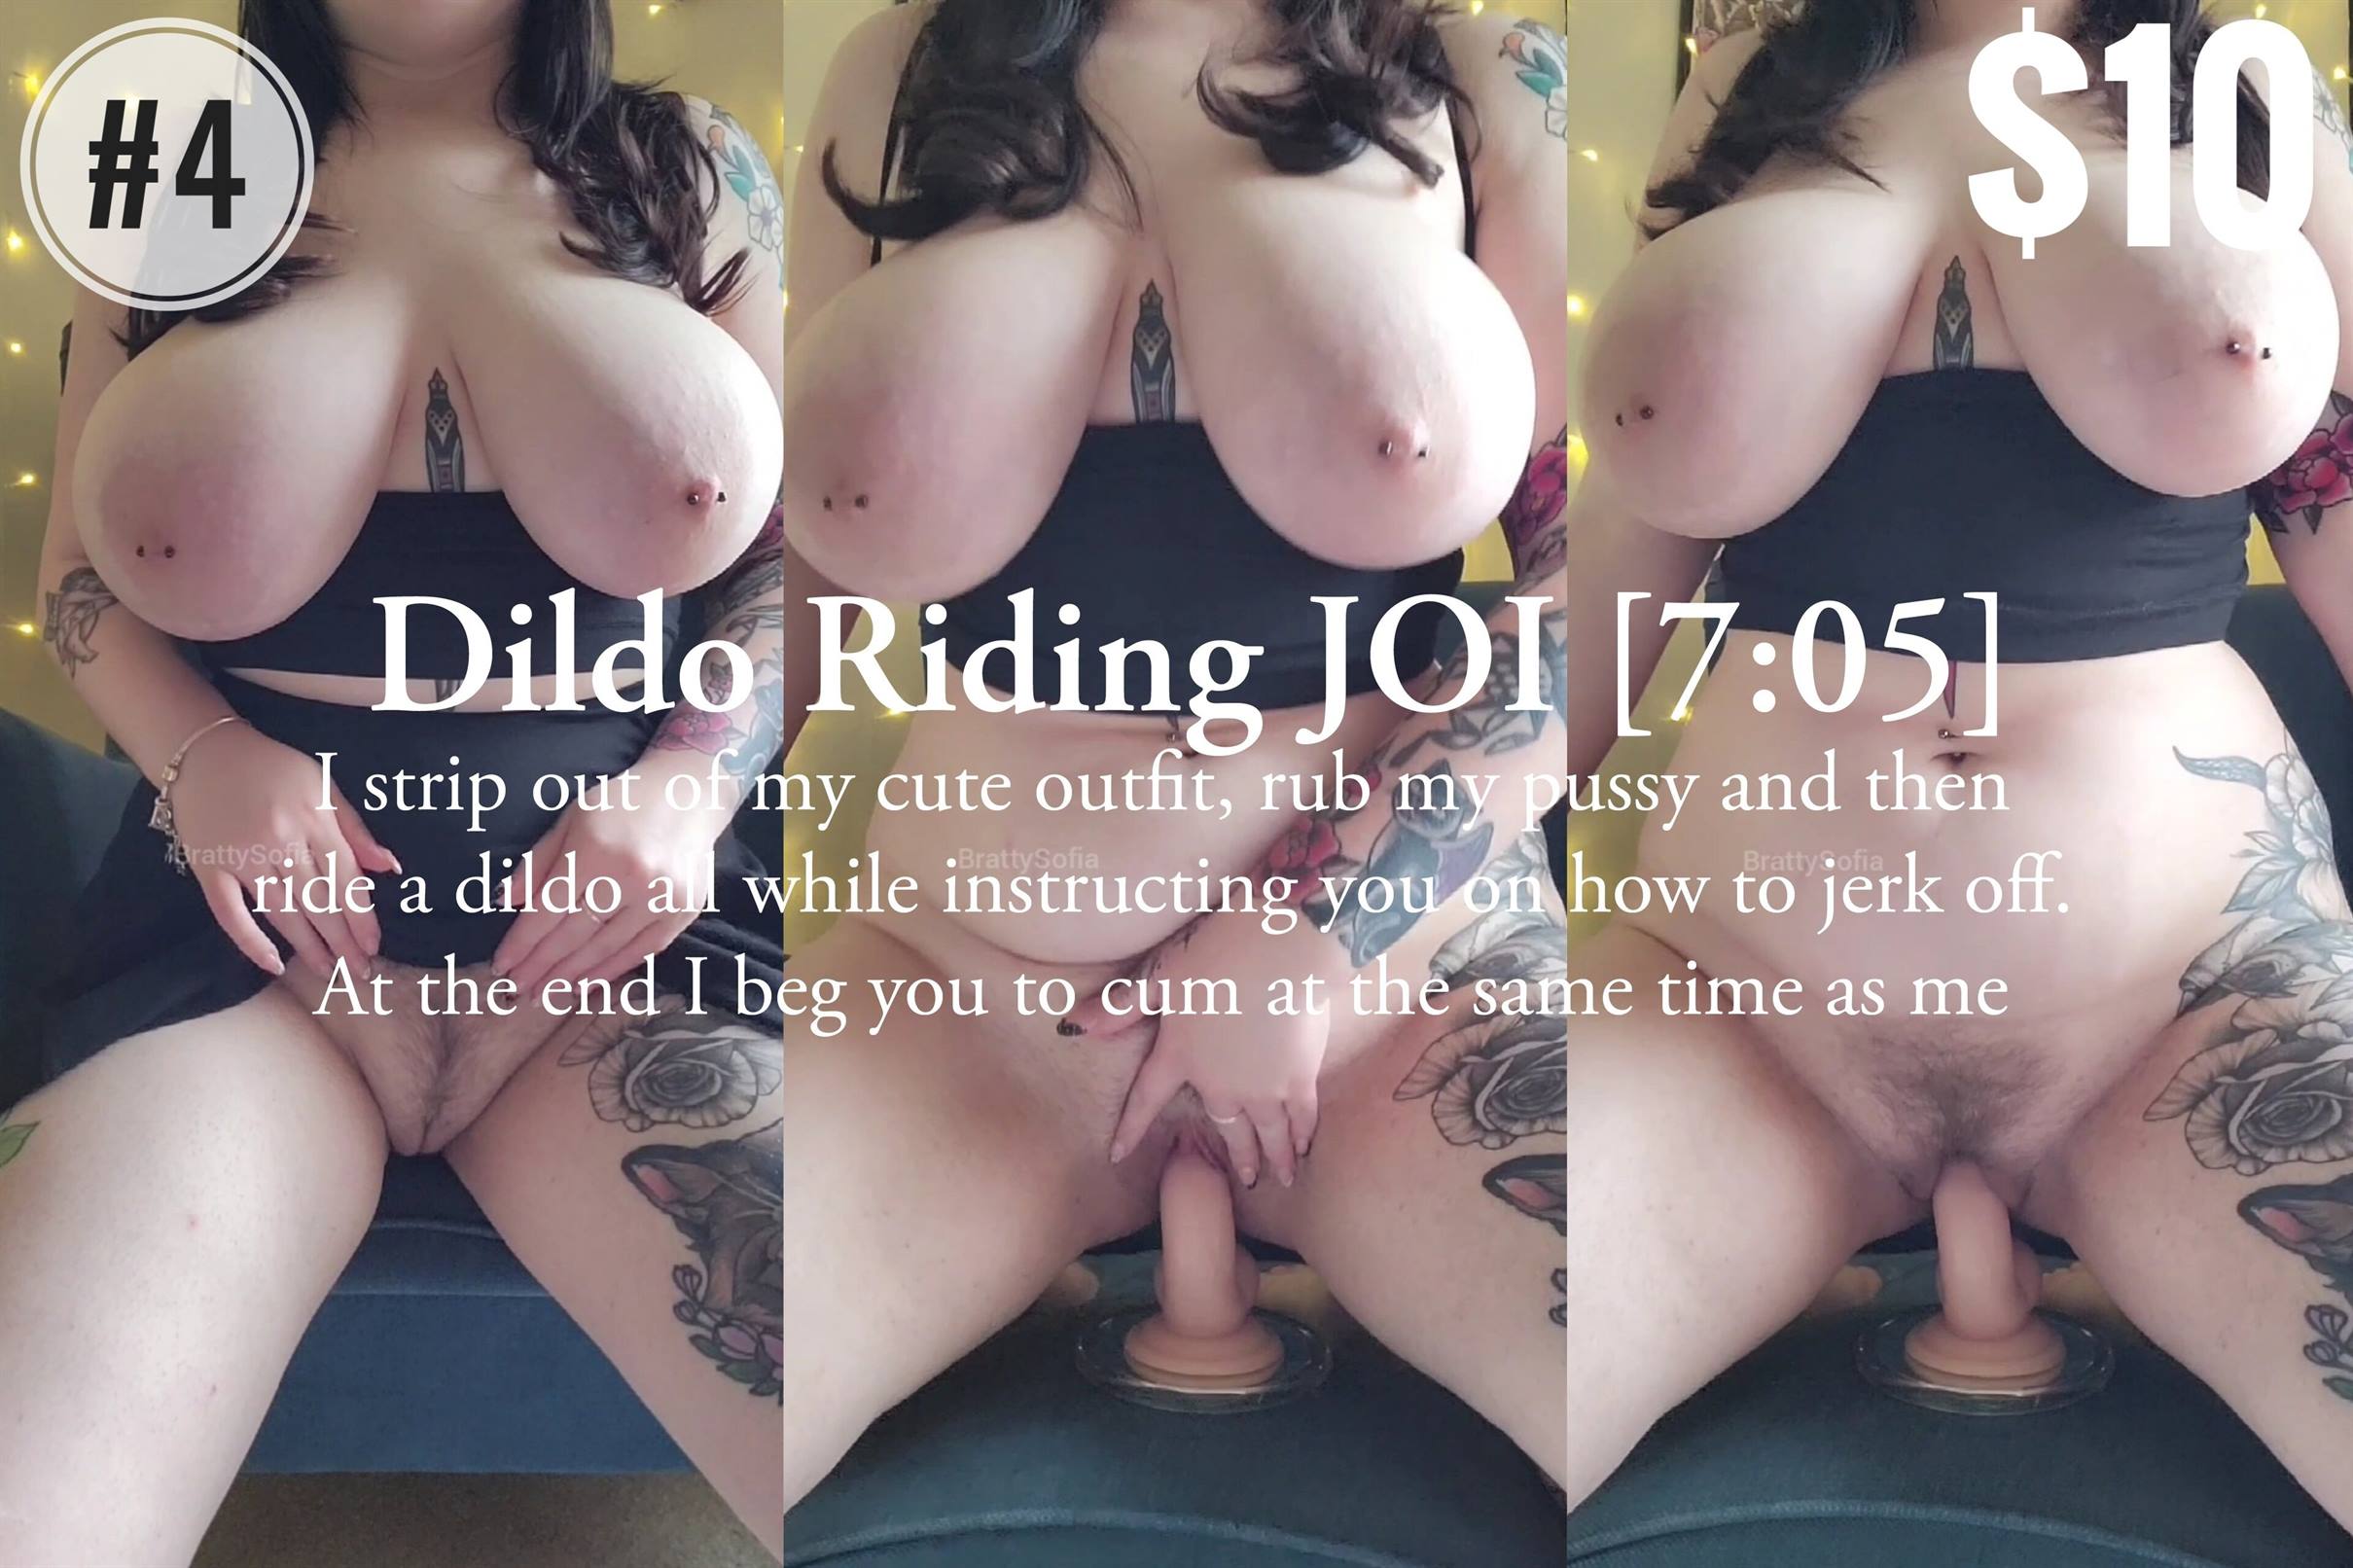 #4
$10
Dildo Riding JOI [7:05]
I strip out of my cute outfit, rub my pussy and then
ride a dildo all while instructing you on how to jerk off.
At the end I beg you to cum at the same time as me
BrattySofia
BrattySofia
BrattySofia